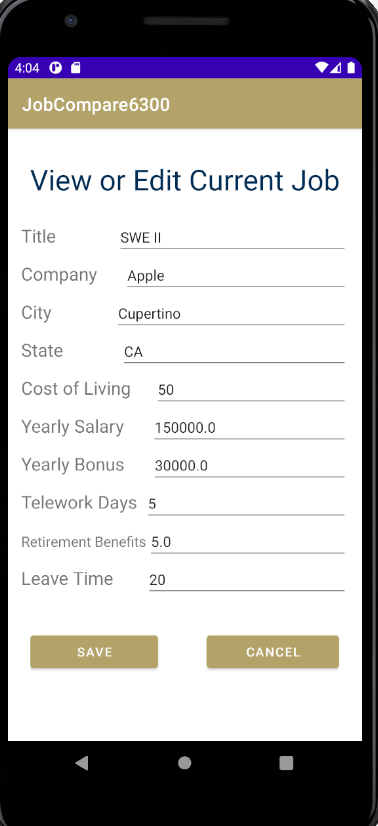 4:04
JobCompare6300
View or Edit Current Job
Title SWE II
Company Apple
City Cupertino
State CA
Cost of Living 50
Yearly Salary 150000.0
Yearly Bonus 30000.0
Telework Days 5
Retirement Benefits 5.0
Leave Time 20
SAVE CANCEL